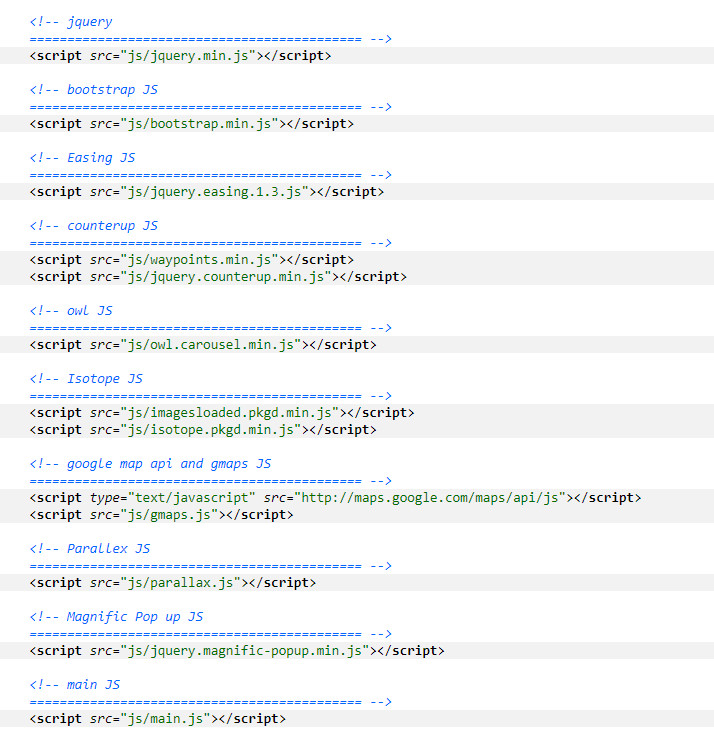 <!-- jquery
============================================ -->
<script src="js/jquery.min.js"></script>
<!-- bootstrap JS
============================================ -->
<script src="js/bootstrap.min.js"></script>
<!-- Easing JS
============================================ -->
<script src="js/jquery.easing.1.3.js"></script>
<!-- counterup JS
============================================ -->
<script src="js/waypoints.min.js"></script>
<script src="js/jquery.counterup.min.js"></script>
<!-- owl JS
============================================ -->
<script src="js/owl.carousel.min.js"></script>
<!-- Isotope JS
============================================ -->
<script src="js/imagesloaded.pkgd.min.js"></script>
<script src="js/isotope.pkgd.min.js"></script>
<!-- google map api and gmaps JS
============================================ -->
<script type="text/javascript" src="http://maps.google.com/maps/api/js"></script>
<script src="js/gmaps.js"></script>
<!-- Parallex JS
============================================ -->
<script src="js/parallax.js"></script>
<!-- Magnific Pop up JS
============================================ -->
<script src="js/jquery.magnific-popup.min.js"></script>
<!-- main JS
============================================ -->
<script src="js/main.js"></script>